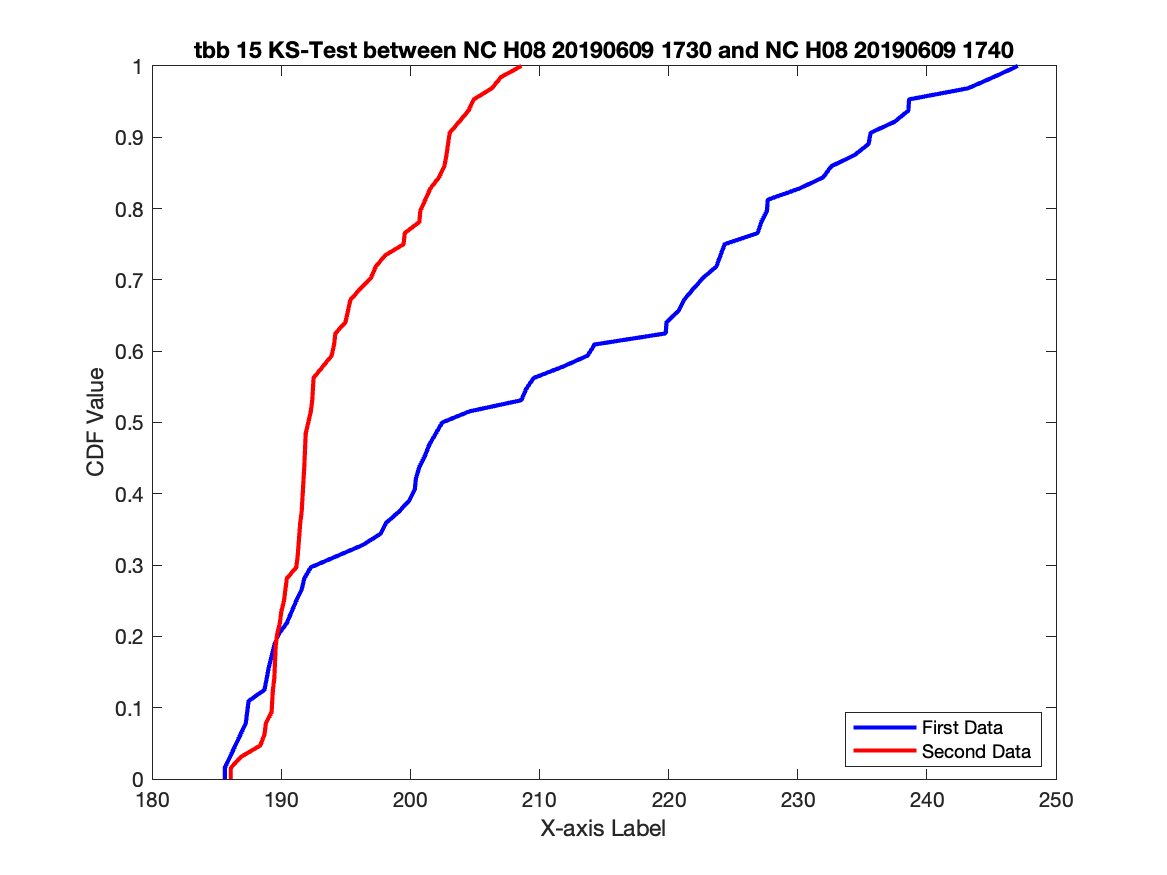 tbb 15 KS-Test between NC H08 20190609 1730 and NC H08 20190609 1740
1
0.9
0.8
0.7
0.6
0.5
0.4
0.3
0.2
0.1
0
CDF Value
180 190 200 210 220 230 240 250
X-axis Label
First Data
Second Data